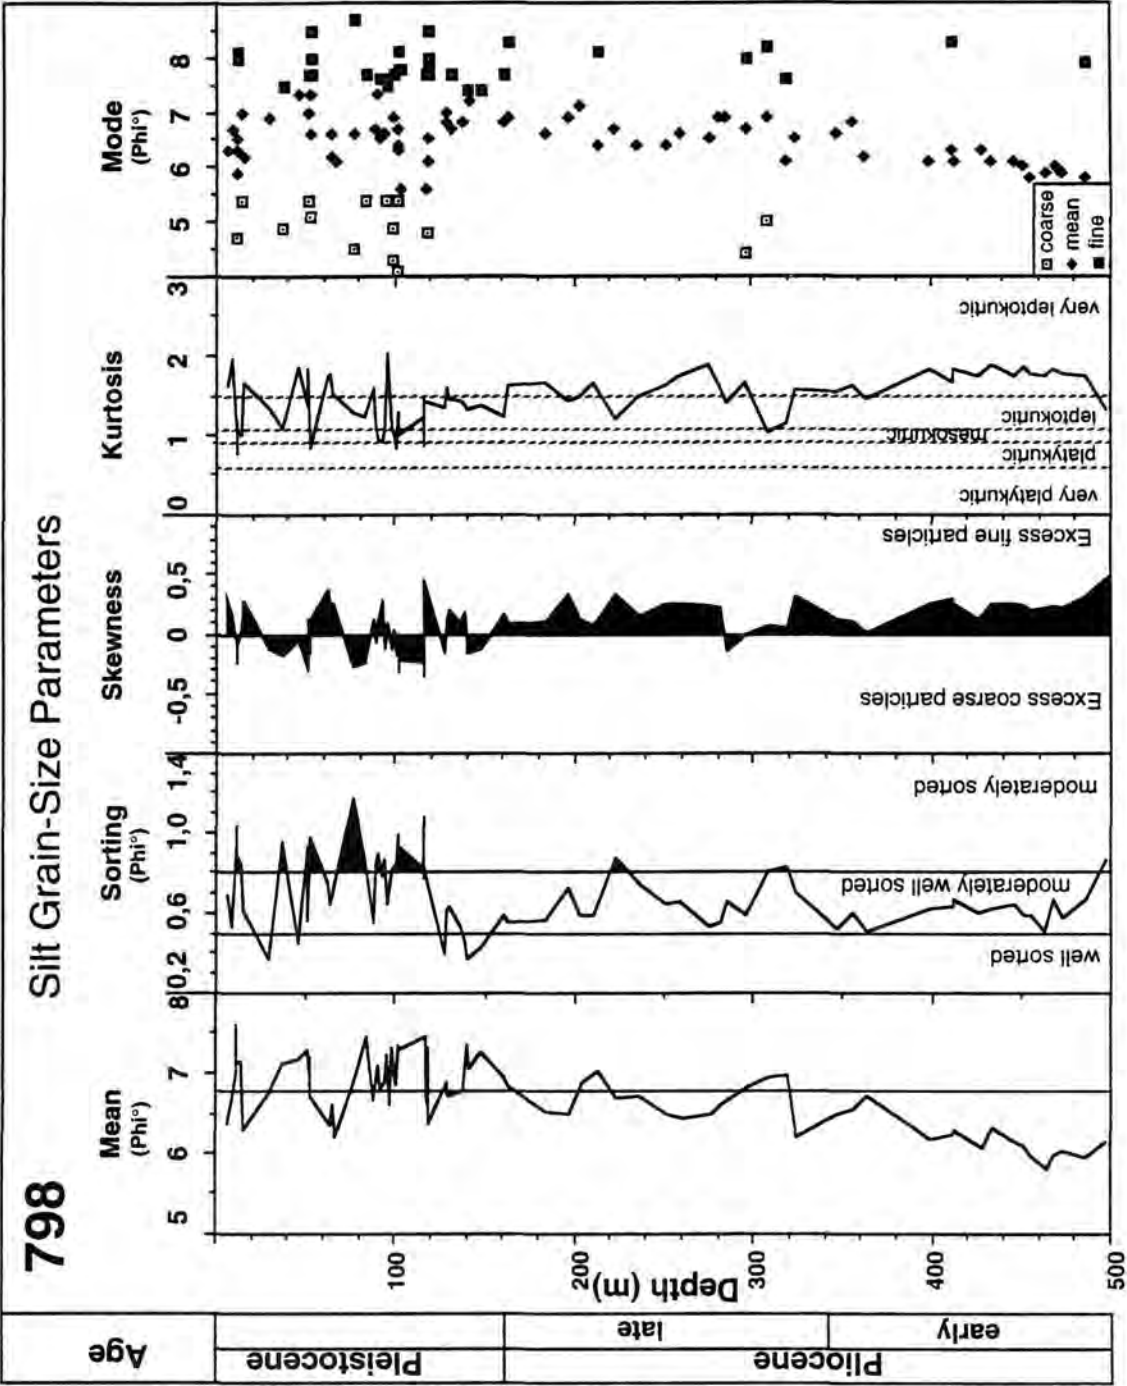 798
Silt Grain-Size Parameters
Age
Pleistocene
Pliocene
late
early
Depth (m)
100
200
300
400
500
Mean
(Phi°)
5
6
7
8
Sorting
(Phi°)
0,2
0,6
1,0
1,4
well sorted
moderately well sorted
moderately sorted
Skewness
-0,5
0
0,5
Excess coarse particles
Excess fine particles
Kurtosis
0
1
2
3
very platykurtic
platykurtic
mesokurtic
leptokurtic
very leptokurtic
Mode
(Phi°)
5
6
7
8
coarse
mean
fine